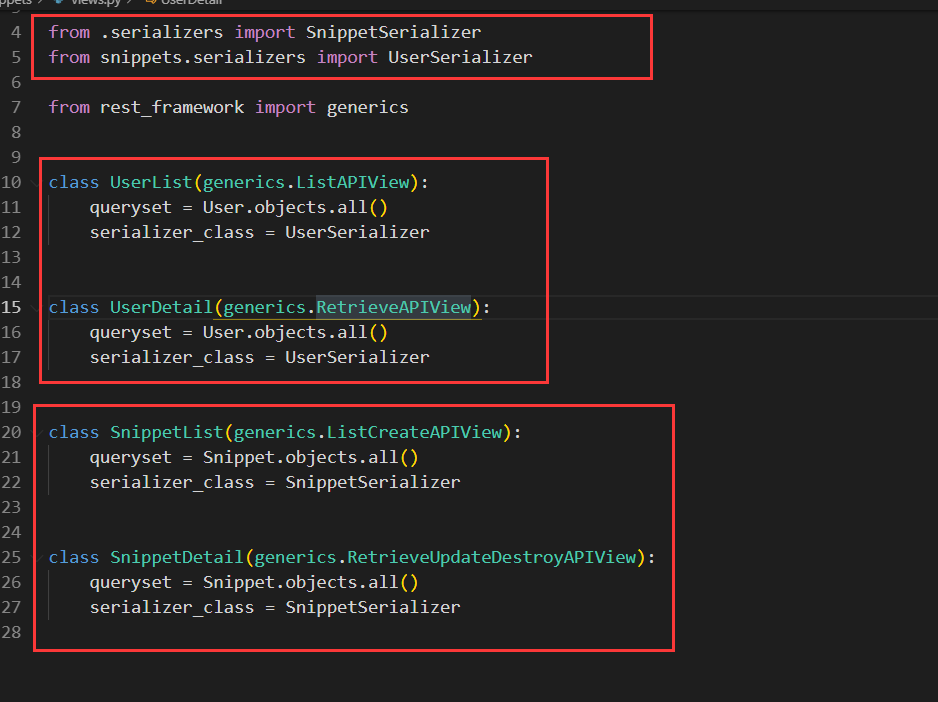 views.py
4 from .serializers import SnippetSerializer
5 from snippets.serializers import UserSerializer
6
7 from rest_framework import generics
8
9
10 class UserList(generics.ListAPIView):
11     queryset = User.objects.all()
12     serializer_class = UserSerializer
13
14
15 class UserDetail(generics.RetrieveAPIView):
16     queryset = User.objects.all()
17     serializer_class = UserSerializer
18
19
20 class SnippetList(generics.ListCreateAPIView):
21     queryset = Snippet.objects.all()
22     serializer_class = SnippetSerializer
23
24
25 class SnippetDetail(generics.RetrieveUpdateDestroyAPIView):
26     queryset = Snippet.objects.all()
27     serializer_class = SnippetSerializer
28